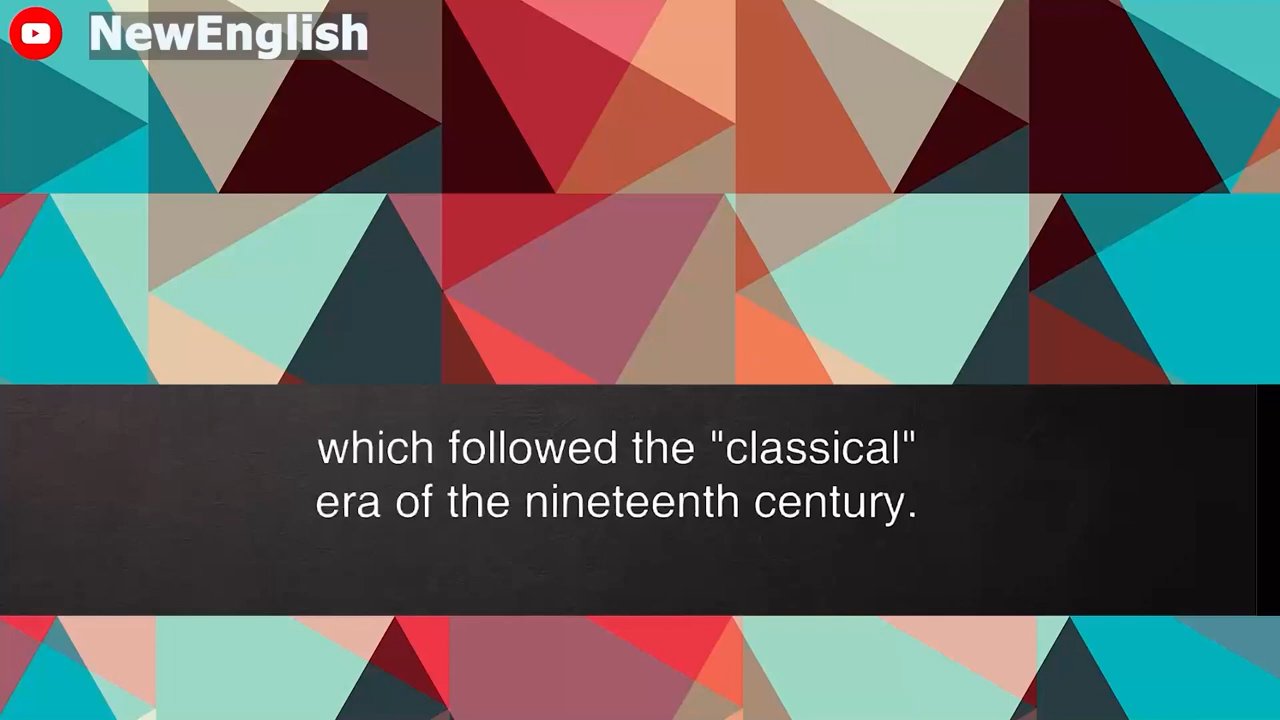 NewEnglish
which followed the "classical"
era of the nineteenth century.